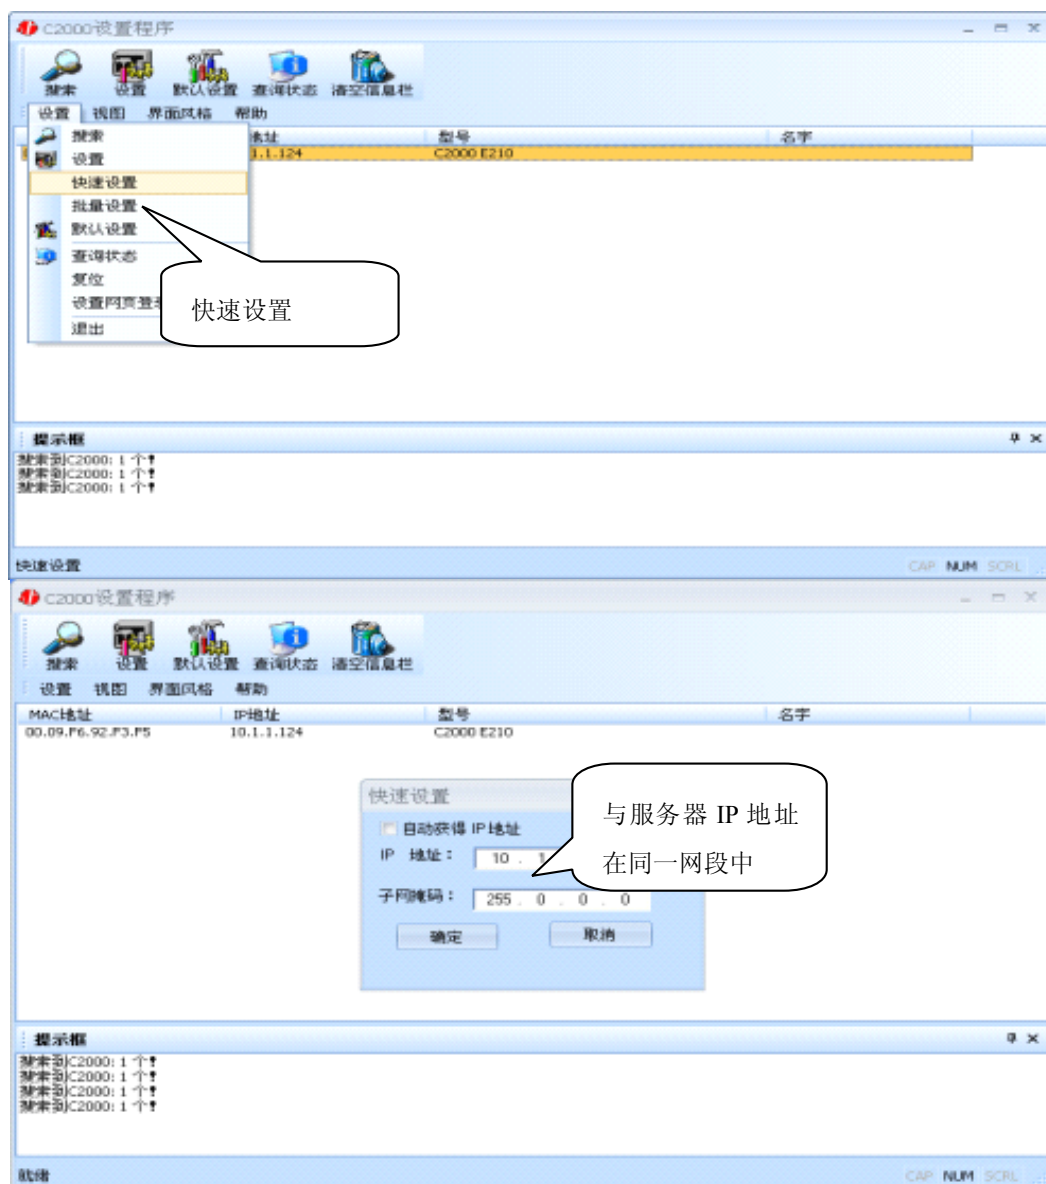 C2000设置程序
搜索 设置 默认设置 查询状态 清空信息栏
设置 视图 界面风格 帮助
地址 型号 名字
1.1.124 C2000 E210
搜索
设置
快速设置
批量设置
默认设置
查询状态
复位
设置网页登录
退出
快速设置
提示框
搜索到C2000: 1 个!
搜索到C2000: 1 个!
搜索到C2000: 1 个!
快速设置 CAP NUM SCRL
C2000设置程序
搜索 设置 默认设置 查询状态 清空信息栏
设置 视图 界面风格 帮助
MAC地址 IP地址 型号 名字
00.09.F6.92.F3.F5 10.1.1.124 C2000 E210
快速设置
自动获得 IP地址
IP 地址： 10 . 1
子网掩码： 255 . 0 . 0 . 0
确定 取消
与服务器 IP 地址
在同一网段中
提示框
搜索到C2000: 1 个!
搜索到C2000: 1 个!
搜索到C2000: 1 个!
搜索到C2000: 1 个!
就绪 CAP NUM SCRL